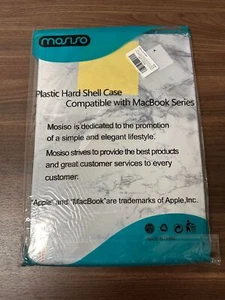 mosiso
Plastic Hard Shell Case
Compatible with MacBook Series
Mosiso is dedicated to the promotion
of a simple and elegant lifestyle.
Mosiso strives to provide the best products
and great customer services to every
customer.
"Apple" and "MacBook"are trademarks of Apple,Inc.